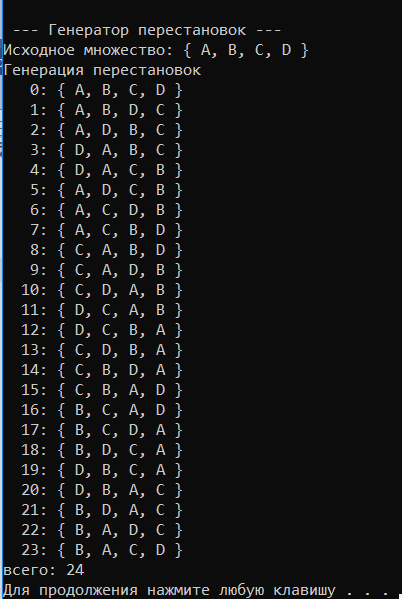 --- Генератор перестановок ---
Исходное множество: { A, B, C, D }
Генерация перестановок
0: { A, B, C, D }
1: { A, B, D, C }
2: { A, D, B, C }
3: { D, A, B, C }
4: { D, A, C, B }
5: { A, D, C, B }
6: { A, C, D, B }
7: { A, C, B, D }
8: { C, A, B, D }
9: { C, A, D, B }
10: { C, D, A, B }
11: { D, C, A, B }
12: { D, C, B, A }
13: { C, D, B, A }
14: { C, B, D, A }
15: { C, B, A, D }
16: { B, C, A, D }
17: { B, C, D, A }
18: { B, D, C, A }
19: { D, B, C, A }
20: { D, B, A, C }
21: { B, D, A, C }
22: { B, A, D, C }
23: { B, A, C, D }
всего: 24
Для продолжения нажмите любую клавишу . . .